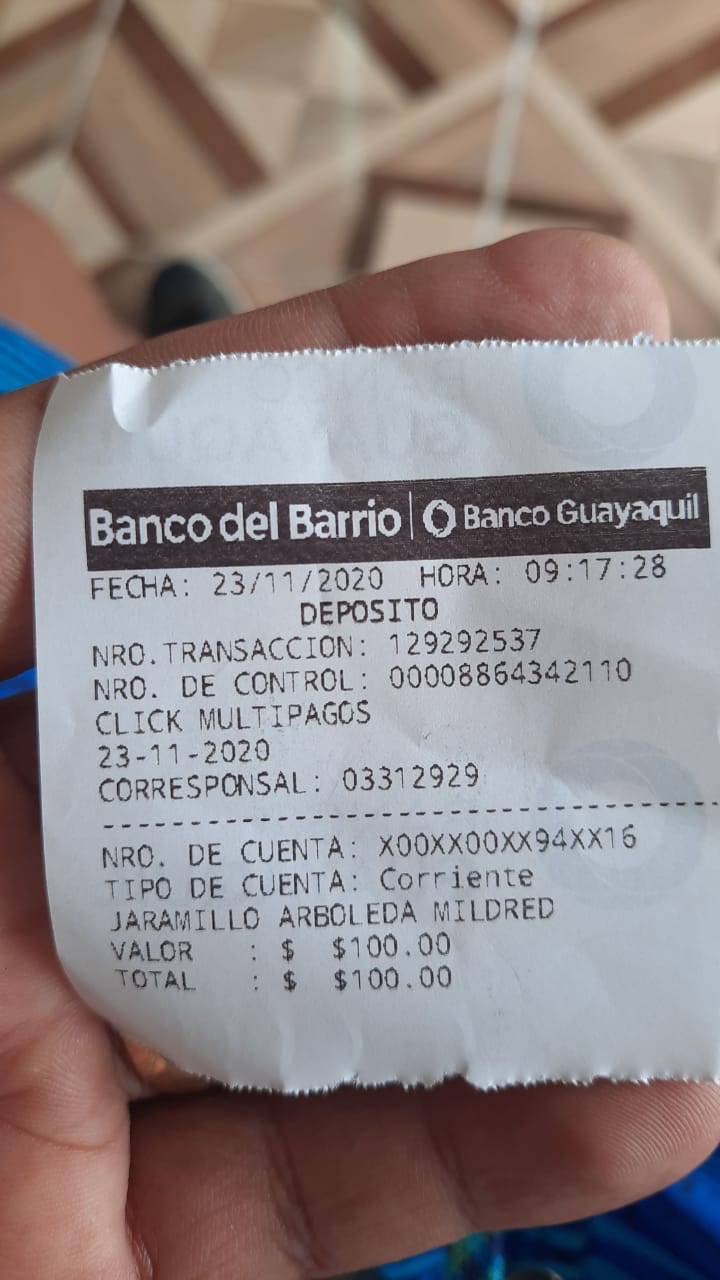 Banco del Barrio | Banco Guayaquil
FECHA: 23/11/2020 HORA: 09:17:28
DEPOSITO
NRO.TRANSACCION: 129292537
NRO. DE CONTROL: 00008864342110
CLICK MULTIPAGOS
23-11-2020
CORRESPONSAL: 03312929
NRO. DE CUENTA: X00XX00XX94XX16
TIPO DE CUENTA: Corriente
JARAMILLO ARBOLEDA MILDRED
VALOR : $ $100.00
TOTAL : $ $100.00